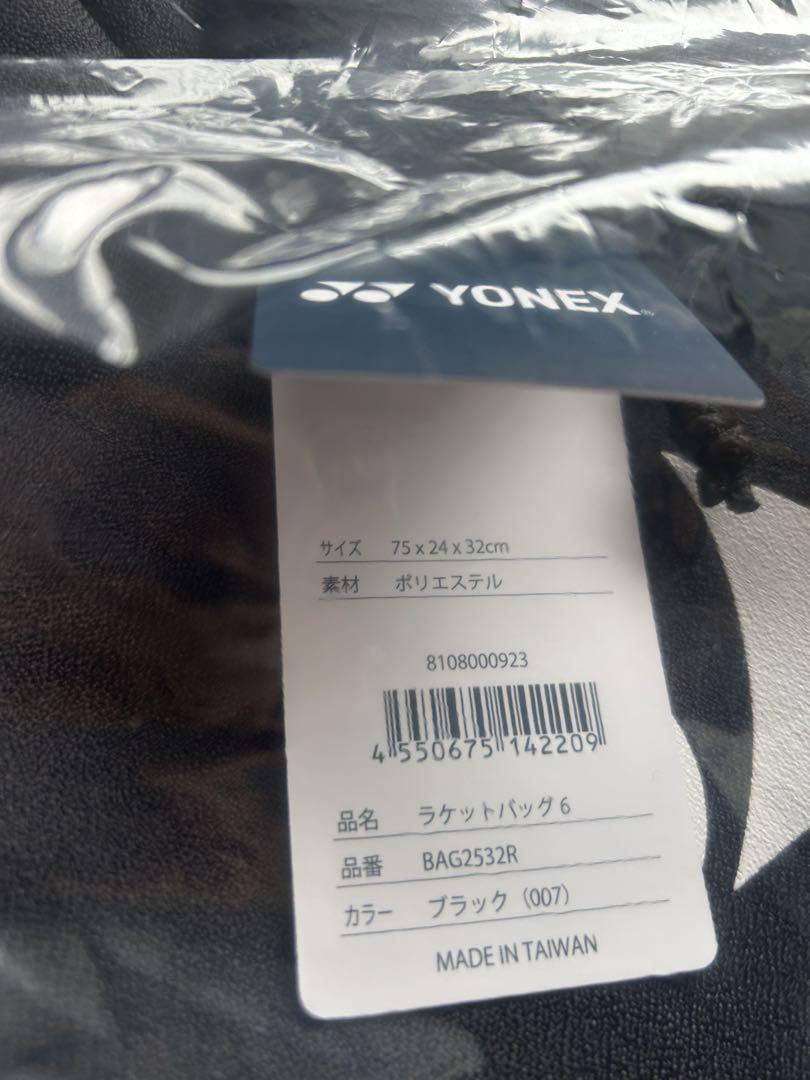 YONEX
サイズ 75 x 24 x 32cm
素材 ポリエステル
8108000923
4 550675 142209
品名 ラケットバッグ 6
品番 BAG2532R
カラー ブラック (007)
MADE IN TAIWAN